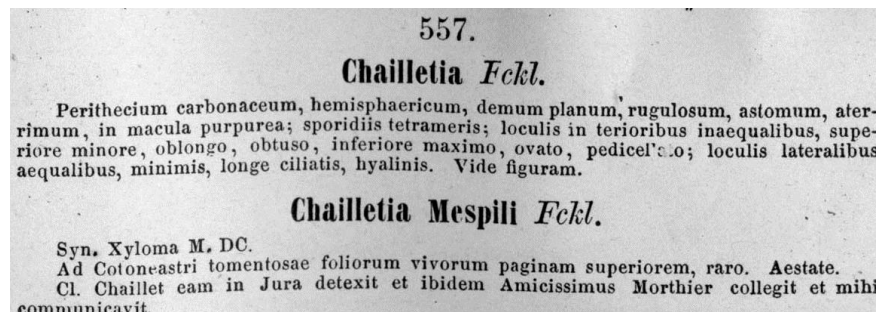 557.
Chailletia Fckl.
Perithecium carbonaceum, hemisphaericum, demum planum, rugulosum, astomum, ater-
rimum, in macula purpurea; sporidiis tetrameris; loculis in terioribus inaequalibus, supe-
riore minore, oblongo, obtuso, inferiore maximo, ovato, loculis lateralibus
aequalibus, minimis, longe ciliatis, hyalinis. Vide figuram.
Chailletia Mespili Fckl.
Syn. Xyloma M. DC.
Ad Cotoneastri tomentosae foliorum vivorum paginam superiorem, raro. Aestate.
Cl. Chaillet eam in Jura detexit et ibidem Amicissimus Morthier collegit et mihi
communicavit